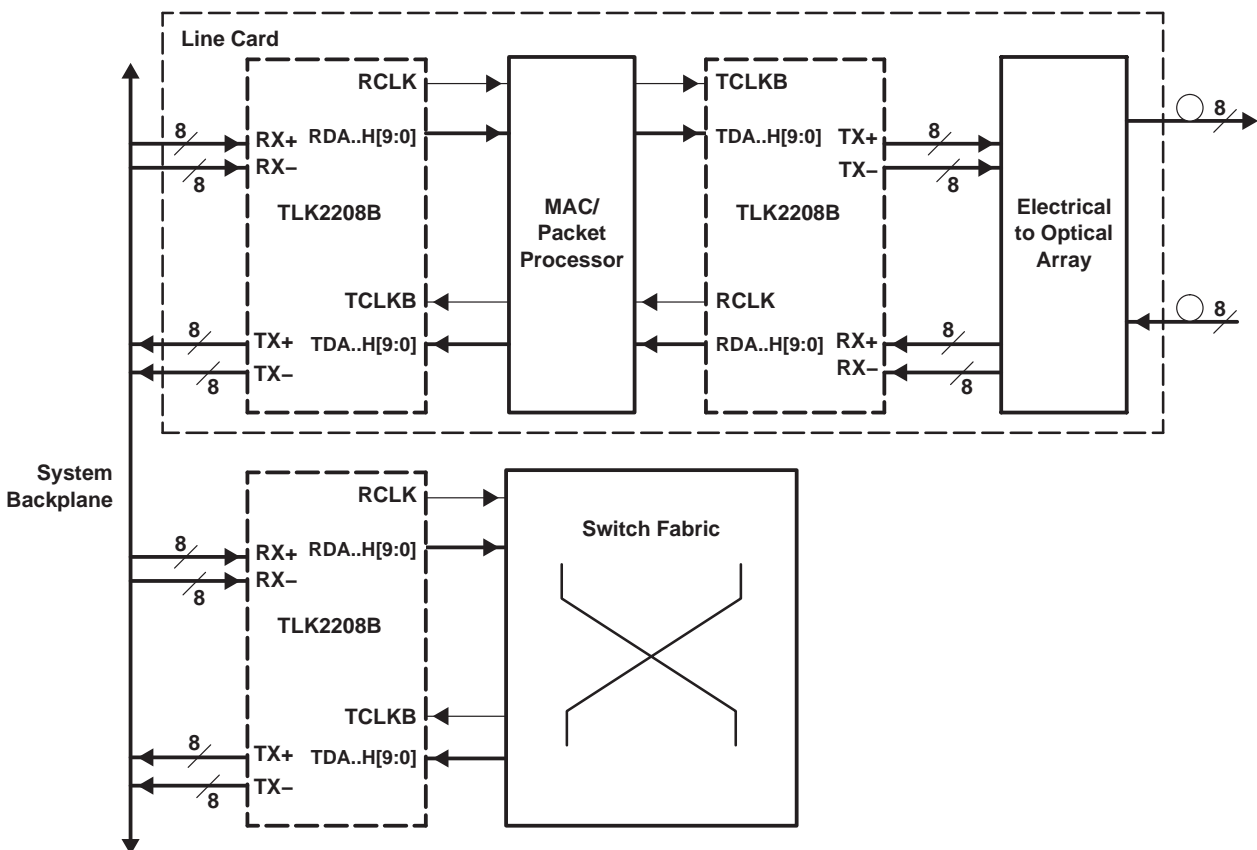 Line Card
RCLK
TCLKB
8
RX+
RDA..H[9:0]
TDA..H[9:0]
TX+
8
8
RX–
8
TX–
8
TLK2208B
MAC/
Packet
Processor
TLK2208B
Electrical
to Optical
Array
TCLKB
RCLK
8
8
TX+
TDA..H[9:0]
RDA..H[9:0]
RX+
8
TX–
8
RX–
8
System
Backplane
RCLK
Switch Fabric
8
RX+
RDA..H[9:0]
RX–
8
TLK2208B
TCLKB
8
TX+
TDA..H[9:0]
TX–
8